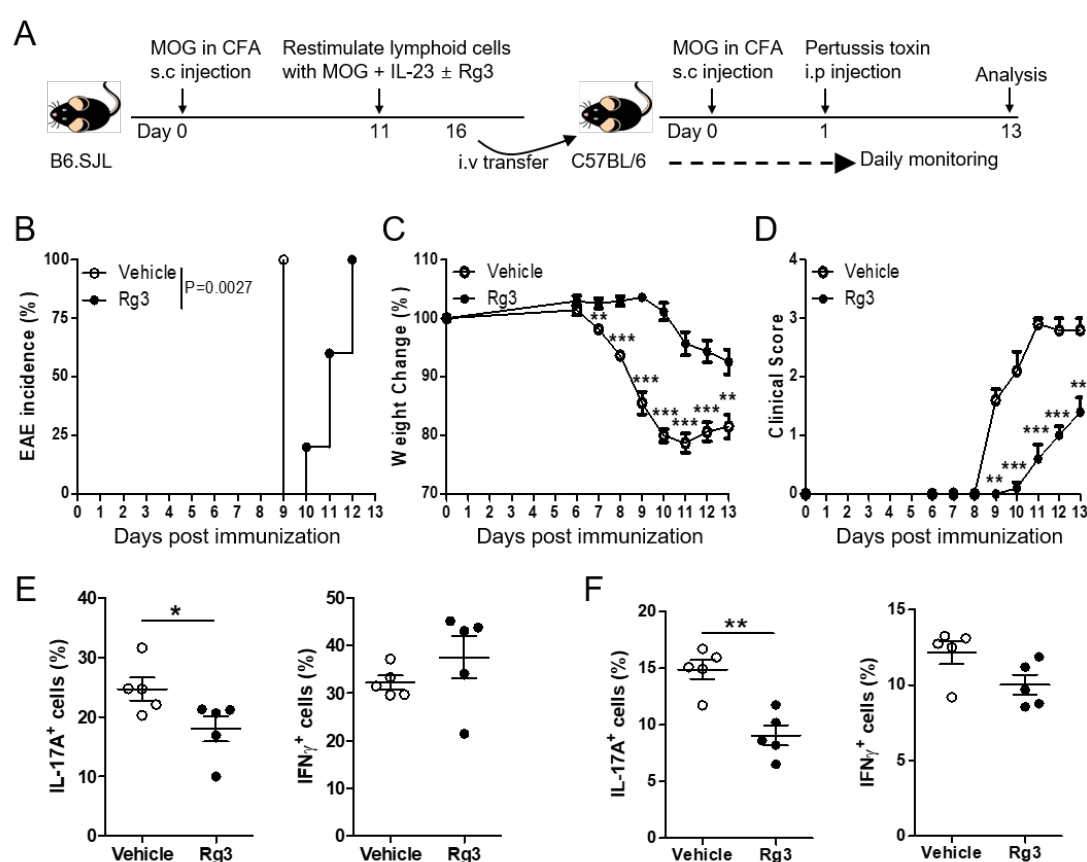 A
MOG in CFA
s.c injection
Restimulate lymphoid cells
with MOG + IL-23 ± Rg3
MOG in CFA
s.c injection
Pertussis toxin
i.p injection
Analysis
Day 0
11
16
Day 0
1
13
B6.SJL
i.v transfer
C57BL/6
Daily monitoring
B
Vehicle
Rg3
P=0.0027
EAE incidence (%)
100
75
50
25
0
0 1 2 3 4 5 6 7 8 9 10 11 12 13
Days post immunization
C
Vehicle
Rg3
Weight Change (%)
110
100
90
80
70
** *** *** *** *** *** **
0 1 2 3 4 5 6 7 8 9 10 11 12 13
Days post immunization
D
Vehicle
Rg3
Clinical Score
4
3
2
1
0
** *** *** *** **
0 1 2 3 4 5 6 7 8 9 10 11 12 13
Days post immunization
E
IL-17A+ cells (%)
40
30
20
10
0
*
Vehicle Rg3
IFNγ+ cells (%)
50
40
30
20
10
0
Vehicle Rg3
F
IL-17A+ cells (%)
20
15
10
5
0
**
Vehicle Rg3
IFNγ+ cells (%)
15
10
5
0
Vehicle Rg3